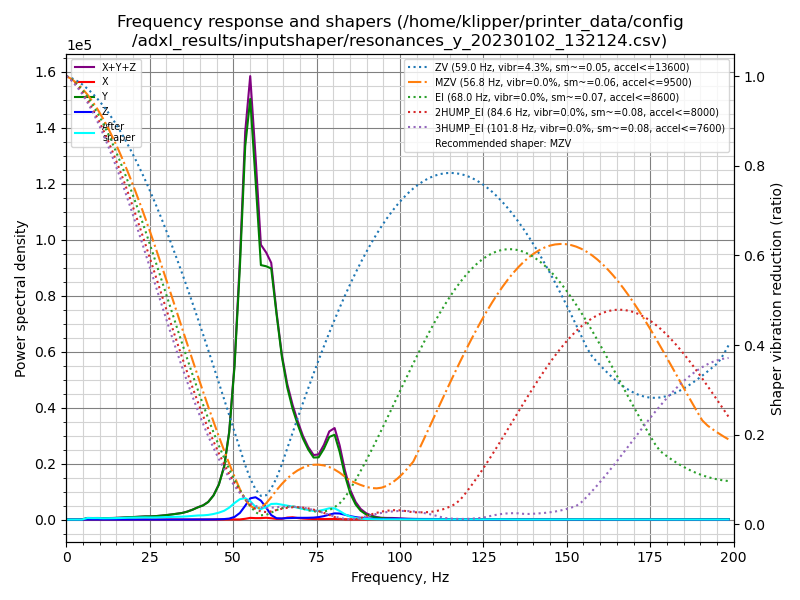 Frequency response and shapers (/home/klipper/printer_data/config
/adxl_results/inputshaper/resonances_y_20230102_132124.csv)
1e5
X+Y+Z
X
Y
Z
After
shaper
ZV (59.0 Hz, vibr=4.3%, sm~=0.05, accel<=13600)
MZV (56.8 Hz, vibr=0.0%, sm~=0.06, accel<=9500)
EI (68.0 Hz, vibr=0.0%, sm~=0.07, accel<=8600)
2HUMP_EI (84.6 Hz, vibr=0.0%, sm~=0.08, accel<=8000)
3HUMP_EI (101.8 Hz, vibr=0.0%, sm~=0.08, accel<=7600)
Recommended shaper: MZV
Power spectral density
1.6
1.4
1.2
1.0
0.8
0.6
0.4
0.2
0.0
1.0
0.8
0.6
0.4
0.2
0.0
Shaper vibration reduction (ratio)
0 25 50 75 100 125 150 175 200
Frequency, Hz